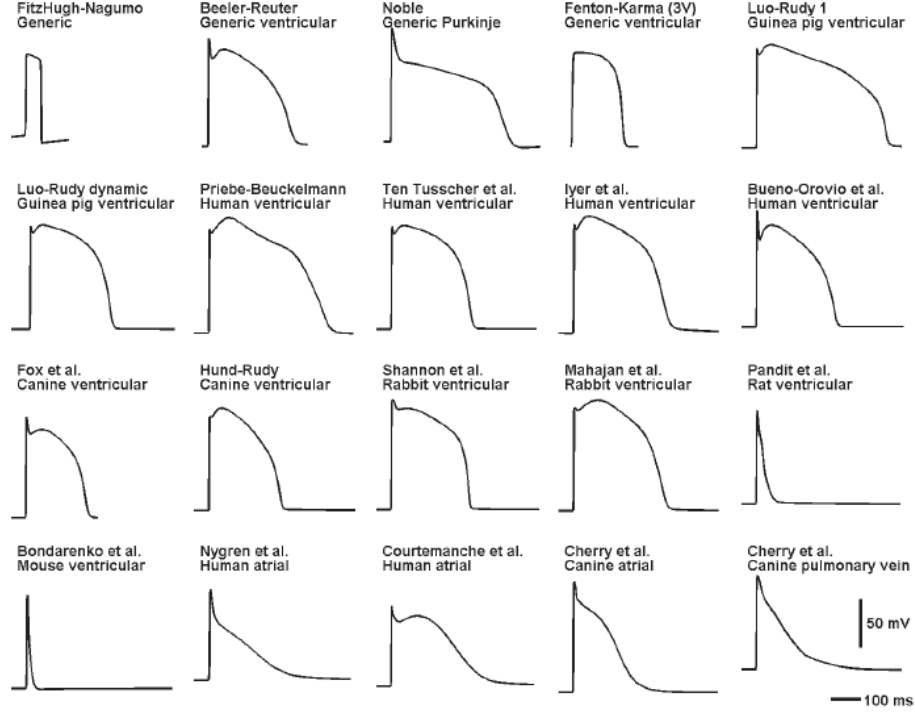 FitzHugh-Nagumo
Generic
Beeler-Reuter
Generic ventricular
Noble
Generic Purkinje
Fenton-Karma (3V)
Generic ventricular
Luo-Rudy 1
Guinea pig ventricular
Luo-Rudy dynamic
Guinea pig ventricular
Priebe-Beuckelmann
Human ventricular
Ten Tusscher et al.
Human ventricular
Iyer et al.
Human ventricular
Bueno-Orovio et al.
Human ventricular
Fox et al.
Canine ventricular
Hund-Rudy
Canine ventricular
Shannon et al.
Rabbit ventricular
Mahajan et al.
Rabbit ventricular
Pandit et al.
Rat ventricular
Bondarenko et al.
Mouse ventricular
Nygren et al.
Human atrial
Courtemanche et al.
Human atrial
Cherry et al.
Canine atrial
Cherry et al.
Canine pulmonary vein
50 mV
100 ms